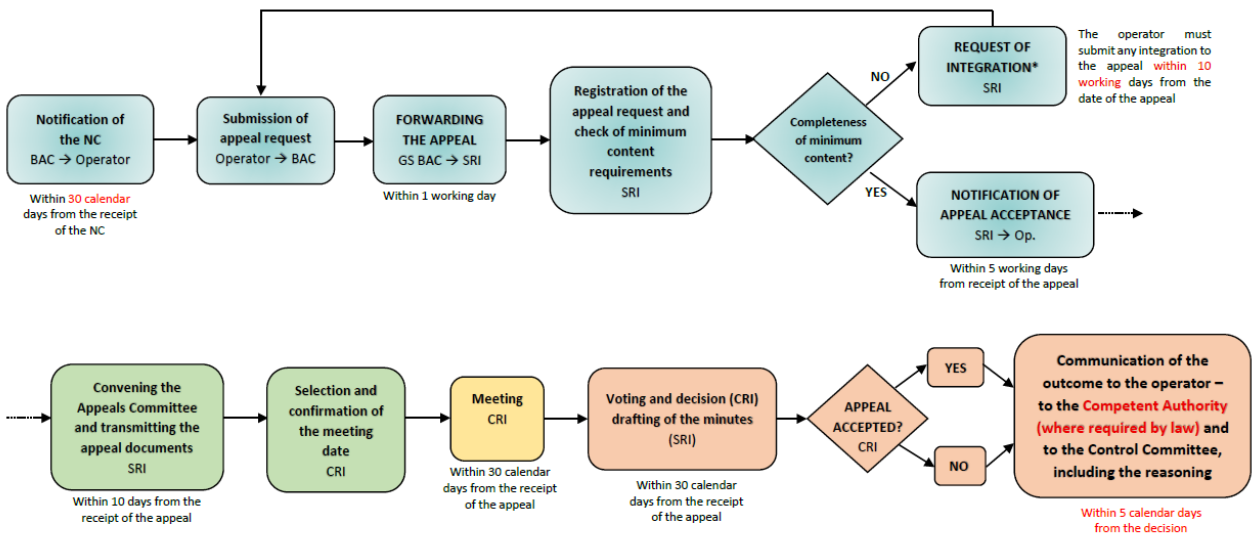 Notification of
the NC
BAC → Operator
Within 30 calendar
days from the receipt
of the NC
Submission of
appeal request
Operator → BAC
FORWARDING
THE APPEAL
GS BAC → SRI
Within 1 working day
Registration of the
appeal request and
check of minimum
content
requirements
SRI
Completeness
of minimum
content?
NO
REQUEST OF
INTEGRATION*
SRI
The operator must
submit any integration to
the appeal within 10
working days from the
date of the appeal
YES
NOTIFICATION OF
APPEAL ACCEPTANCE
SRI → Op.
Within 5 working days
from receipt of the appeal
Convening the
Appeals Committee
and transmitting the
appeal documents
SRI
Within 10 days from the
receipt of the appeal
Selection and
confirmation of
the meeting
date
CRI
Meeting
CRI
Within 30 calendar
days from the receipt
of the appeal
Voting and decision (CRI)
drafting of the minutes
(SRI)
Within 30 calendar
days from the receipt
of the appeal
APPEAL
ACCEPTED?
CRI
YES
NO
Communication of the
outcome to the operator –
to the Competent Authority
(where required by law) and
to the Control Committee,
including the reasoning
Within 5 calendar days
from the decision